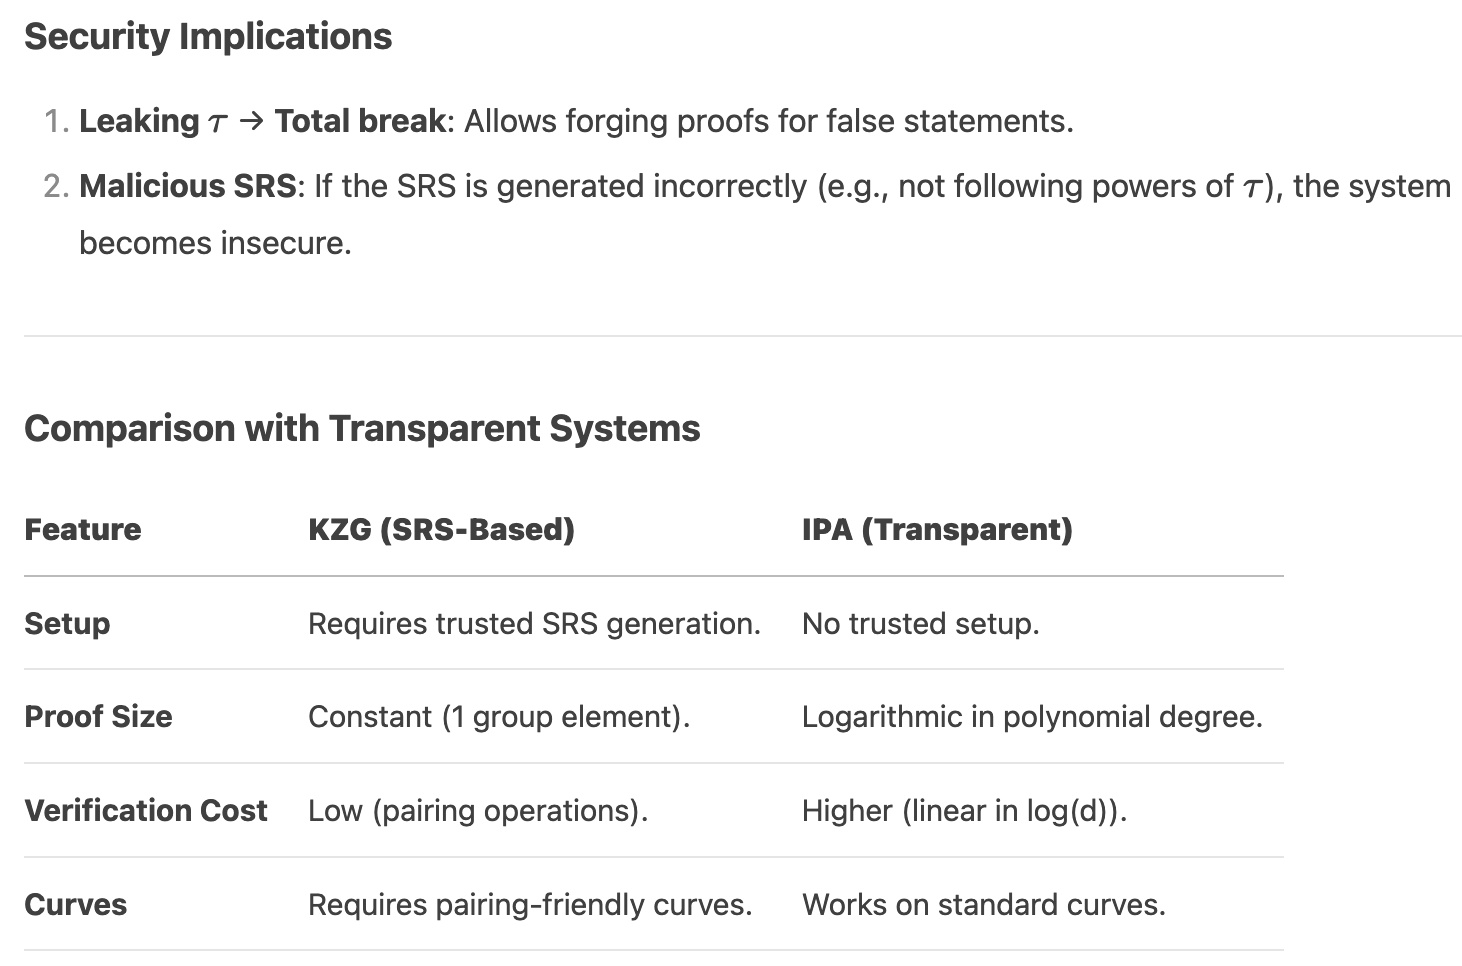 Security Implications
1. Leaking τ → Total break: Allows forging proofs for false statements.
2. Malicious SRS: If the SRS is generated incorrectly (e.g., not following powers of τ), the system
becomes insecure.
Comparison with Transparent Systems
Feature KZG (SRS-Based) IPA (Transparent)
Setup Requires trusted SRS generation. No trusted setup.
Proof Size Constant (1 group element). Logarithmic in polynomial degree.
Verification Cost Low (pairing operations). Higher (linear in log(d)).
Curves Requires pairing-friendly curves. Works on standard curves.